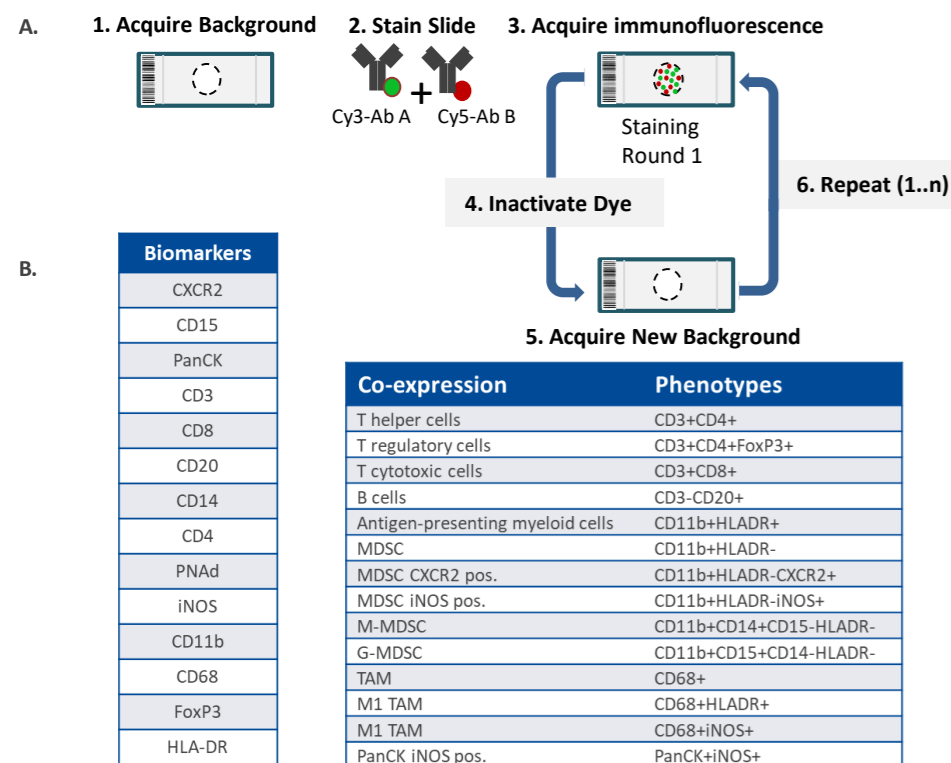 A.
1. Acquire Background
2. Stain Slide
3. Acquire immunofluorescence
+
Cy3-Ab A
Cy5-Ab B
Staining
Round 1
4. Inactivate Dye
6. Repeat (1..n)
5. Acquire New Background
B.
Biomarkers
CXCR2
CD15
PanCK
CD3
CD8
CD20
CD14
CD4
PNAd
iNOS
CD11b
CD68
FoxP3
HLA-DR
Co-expression Phenotypes
T helper cells CD3+CD4+
T regulatory cells CD3+CD4+FoxP3+
T cytotoxic cells CD3+CD8+
B cells CD3-CD20+
Antigen-presenting myeloid cells CD11b+HLADR+
MDSC CD11b+HLADR-
MDSC CXCR2 pos. CD11b+HLADR-CXCR2+
MDSC iNOS pos. CD11b+HLADR-iNOS+
M-MDSC CD11b+CD14+CD15-HLADR-
G-MDSC CD11b+CD15+CD14-HLADR-
TAM CD68+
M1 TAM CD68+HLADR+
M1 TAM CD68+iNOS+
PanCK iNOS pos. PanCK+iNOS+